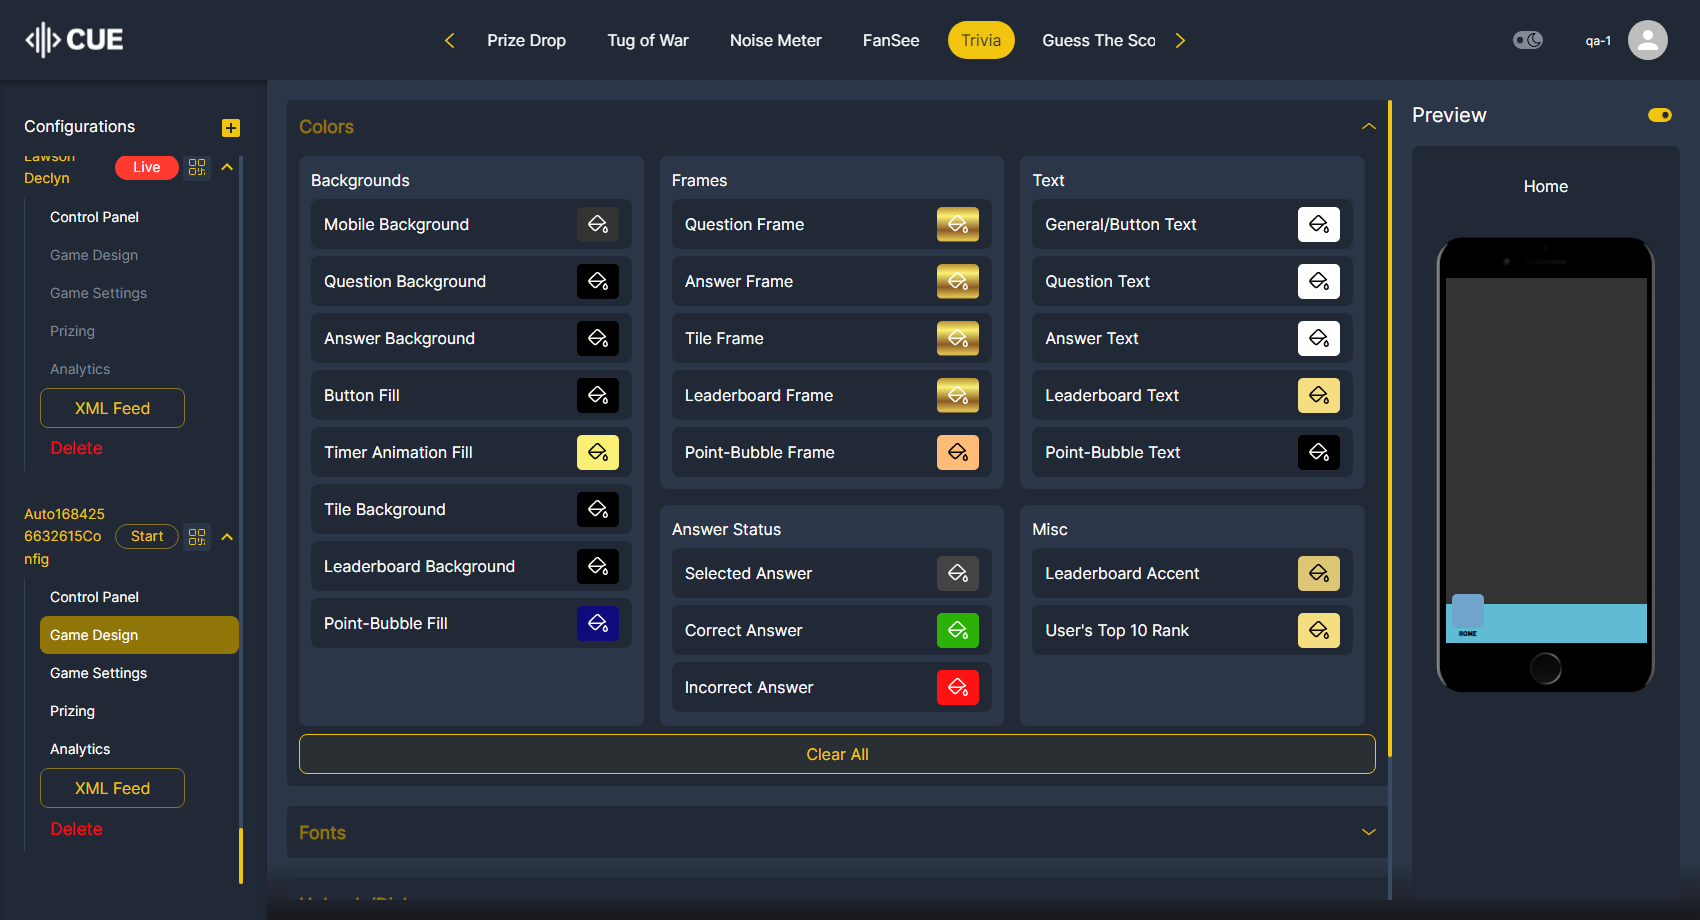 CUE
Prize Drop
Tug of War
Noise Meter
FanSee
Trivia
Guess The Sco
qa-1
Configurations
Lawson
Declyn
Live
Control Panel
Game Design
Game Settings
Prizing
Analytics
XML Feed
Delete
Auto168425
6632615Co
nfig
Start
Control Panel
Game Design
Game Settings
Prizing
Analytics
XML Feed
Delete
Colors
Backgrounds
Mobile Background
Question Background
Answer Background
Button Fill
Timer Animation Fill
Tile Background
Leaderboard Background
Point-Bubble Fill
Frames
Question Frame
Answer Frame
Tile Frame
Leaderboard Frame
Point-Bubble Frame
Text
General/Button Text
Question Text
Answer Text
Leaderboard Text
Point-Bubble Text
Answer Status
Selected Answer
Correct Answer
Incorrect Answer
Misc
Leaderboard Accent
User's Top 10 Rank
Clear All
Fonts
Preview
Home
HOME